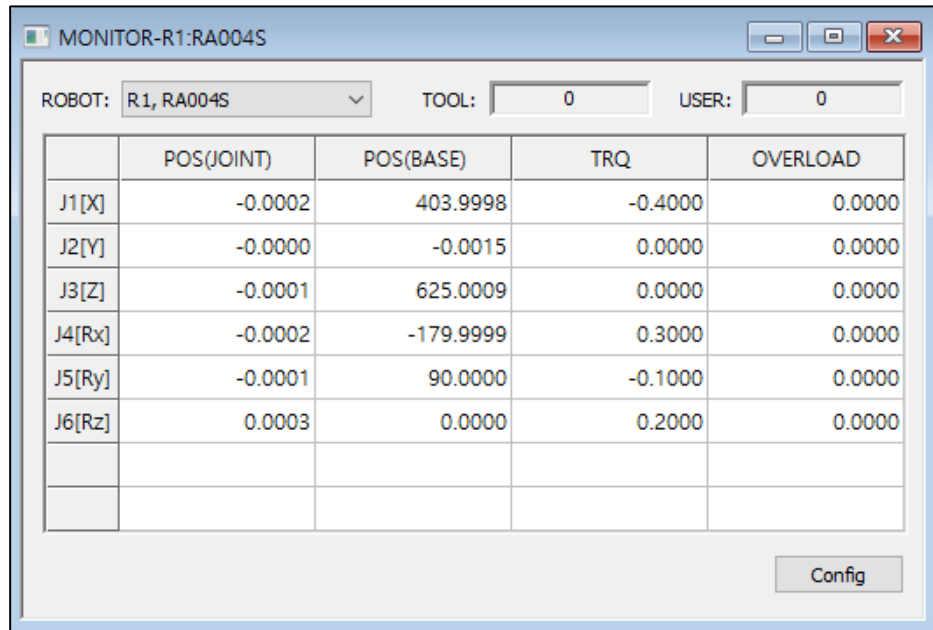 MONITOR-R1:RA004S
ROBOT: R1, RA004S TOOL: 0 USER: 0
POS(JOINT) POS(BASE) TRQ OVERLOAD
J1[X] -0.0002 403.9998 -0.4000 0.0000
J2[Y] -0.0000 -0.0015 0.0000 0.0000
J3[Z] -0.0001 625.0009 0.0000 0.0000
J4[Rx] -0.0002 -179.9999 0.3000 0.0000
J5[Ry] -0.0001 90.0000 -0.1000 0.0000
J6[Rz] 0.0003 0.0000 0.2000 0.0000
Config